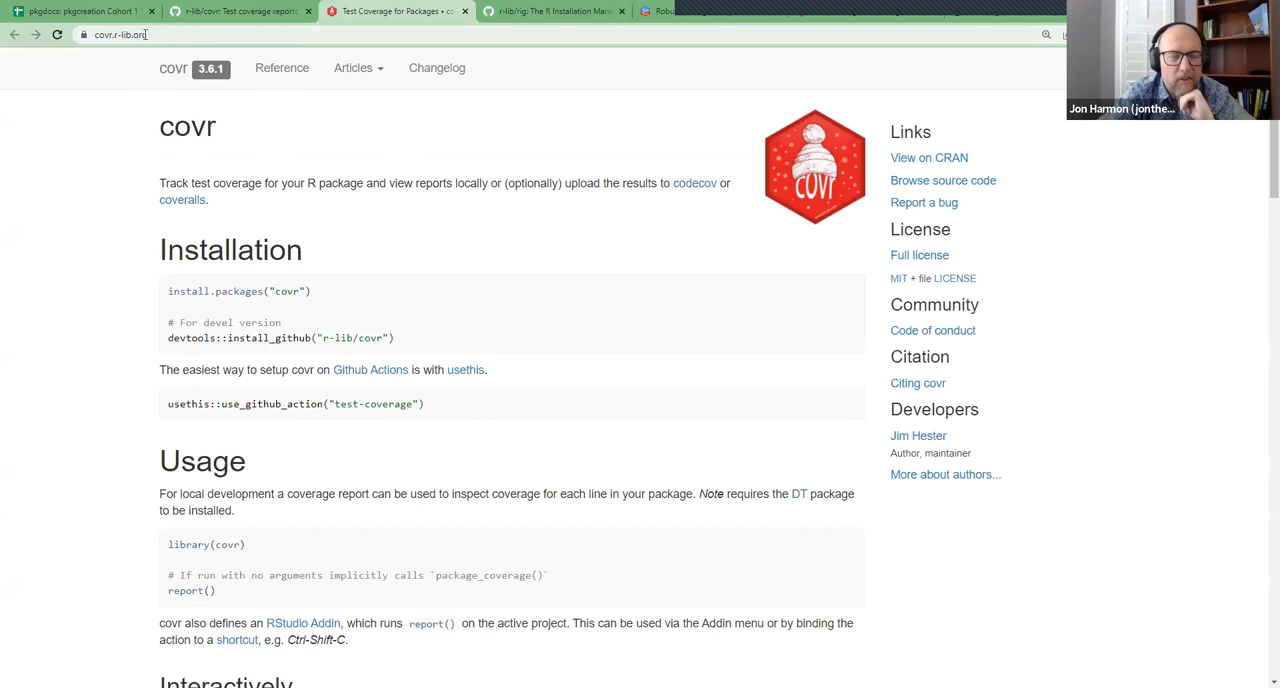 pkgdocs: pkgcreation Cohort 1
r-lib/covr: Test coverage reports
Test Coverage for Packages • co
r-lib/rig: The R Installation Man
Robu
covr.r-lib.org
covr 3.6.1 Reference Articles Changelog
Jon Harmon (jonthe...
covr
Track test coverage for your R package and view reports locally or (optionally) upload the results to codecov or
coveralls.
COVR
Installation
install.packages("covr")
# For devel version
devtools::install_github("r-lib/covr")
The easiest way to setup covr on Github Actions is with usethis.
usethis::use_github_action("test-coverage")
Usage
For local development a coverage report can be used to inspect coverage for each line in your package. Note requires the DT package
to be installed.
library(covr)
# If run with no arguments implicitly calls `package_coverage()`
report()
covr also defines an RStudio Addin, which runs report() on the active project. This can be used via the Addin menu or by binding the
action to a shortcut, e.g. Ctrl-Shift-C.
Interactively
Links
View on CRAN
Browse source code
Report a bug
License
Full license
MIT + file LICENSE
Community
Code of conduct
Citation
Citing covr
Developers
Jim Hester
Author, maintainer
More about authors...